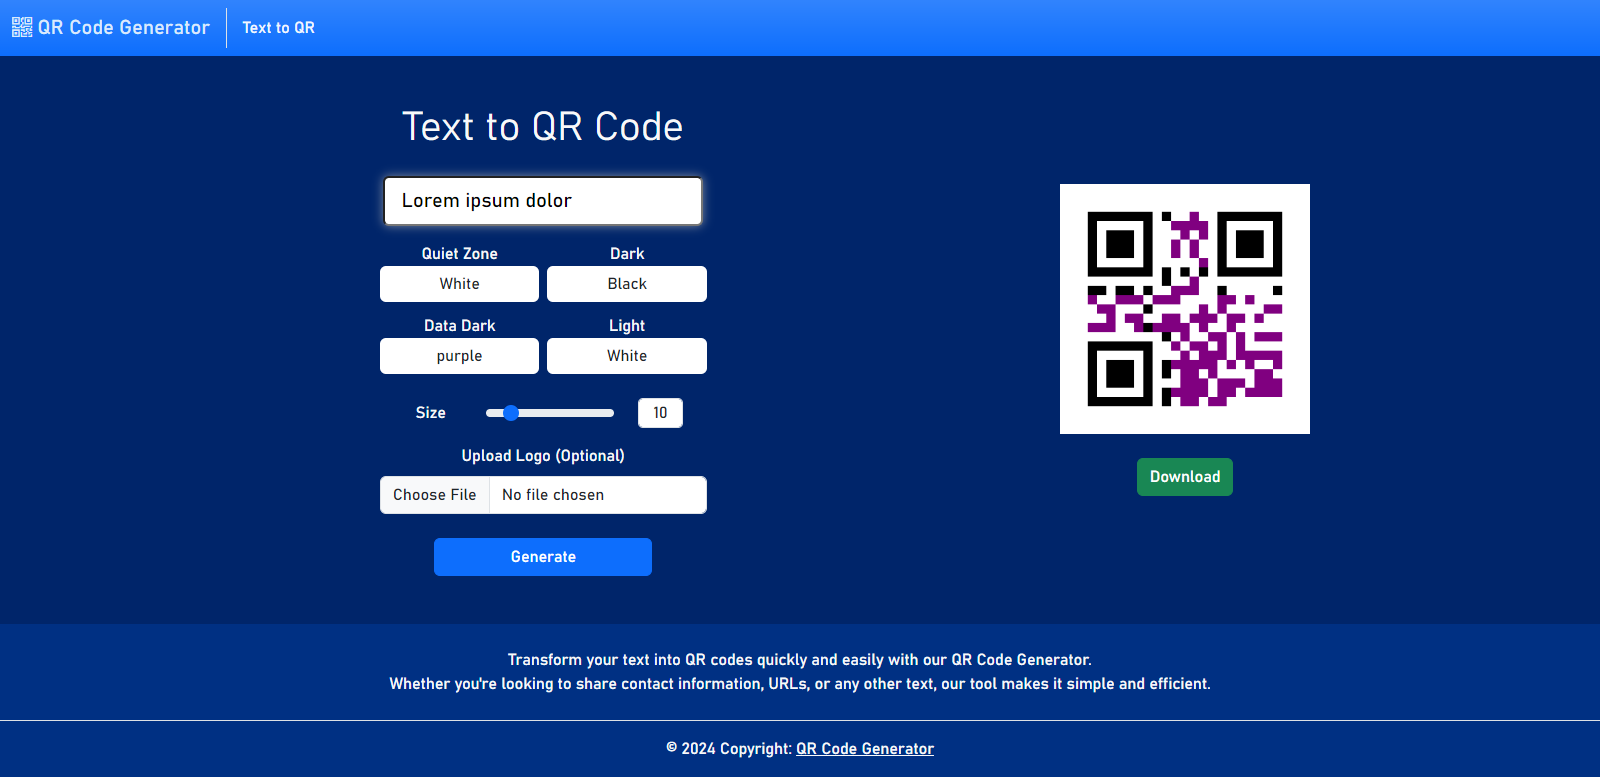 QR Code Generator
Text to QR
Text to QR Code
Lorem ipsum dolor
Quiet Zone
Dark
White
Black
Data Dark
Light
purple
White
Size
10
Upload Logo (Optional)
Choose File
No file chosen
Generate
Download
Transform your text into QR codes quickly and easily with our QR Code Generator.
Whether you're looking to share contact information, URLs, or any other text, our tool makes it simple and efficient.
© 2024 Copyright: QR Code Generator